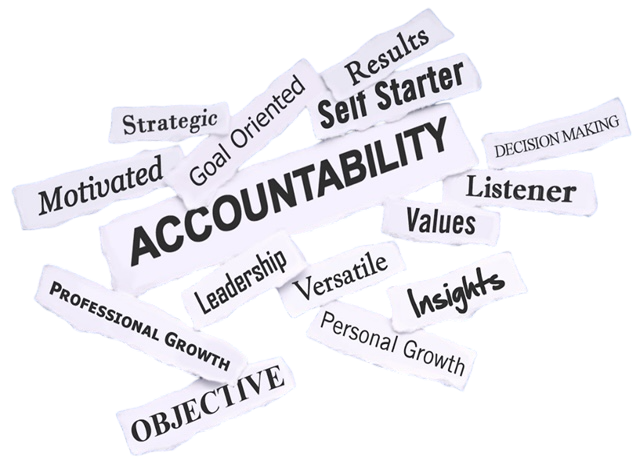 Results
Self Starter
Goal Oriented
Strategic
DECISION MAKING
Motivated
ACCOUNTABILITY
Listener
Values
Leadership
Versatile
Insights
PROFESSIONAL GROWTH
Personal Growth
OBJECTIVE